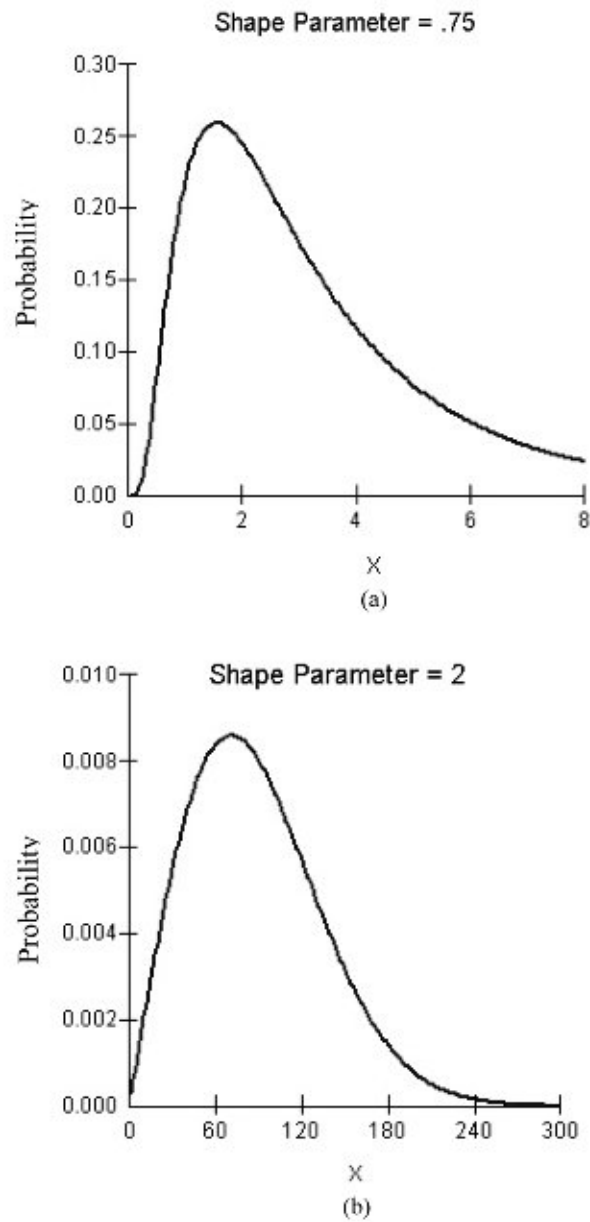 Shape Parameter = .75
0.30
0.25
0.20
0.15
0.10
0.05
0.00
Probability
0 2 4 6 8
X
(a)
Shape Parameter = 2
0.010
0.008
0.006
0.004
0.002
0.000
Probability
0 60 120 180 240 300
X
(b)